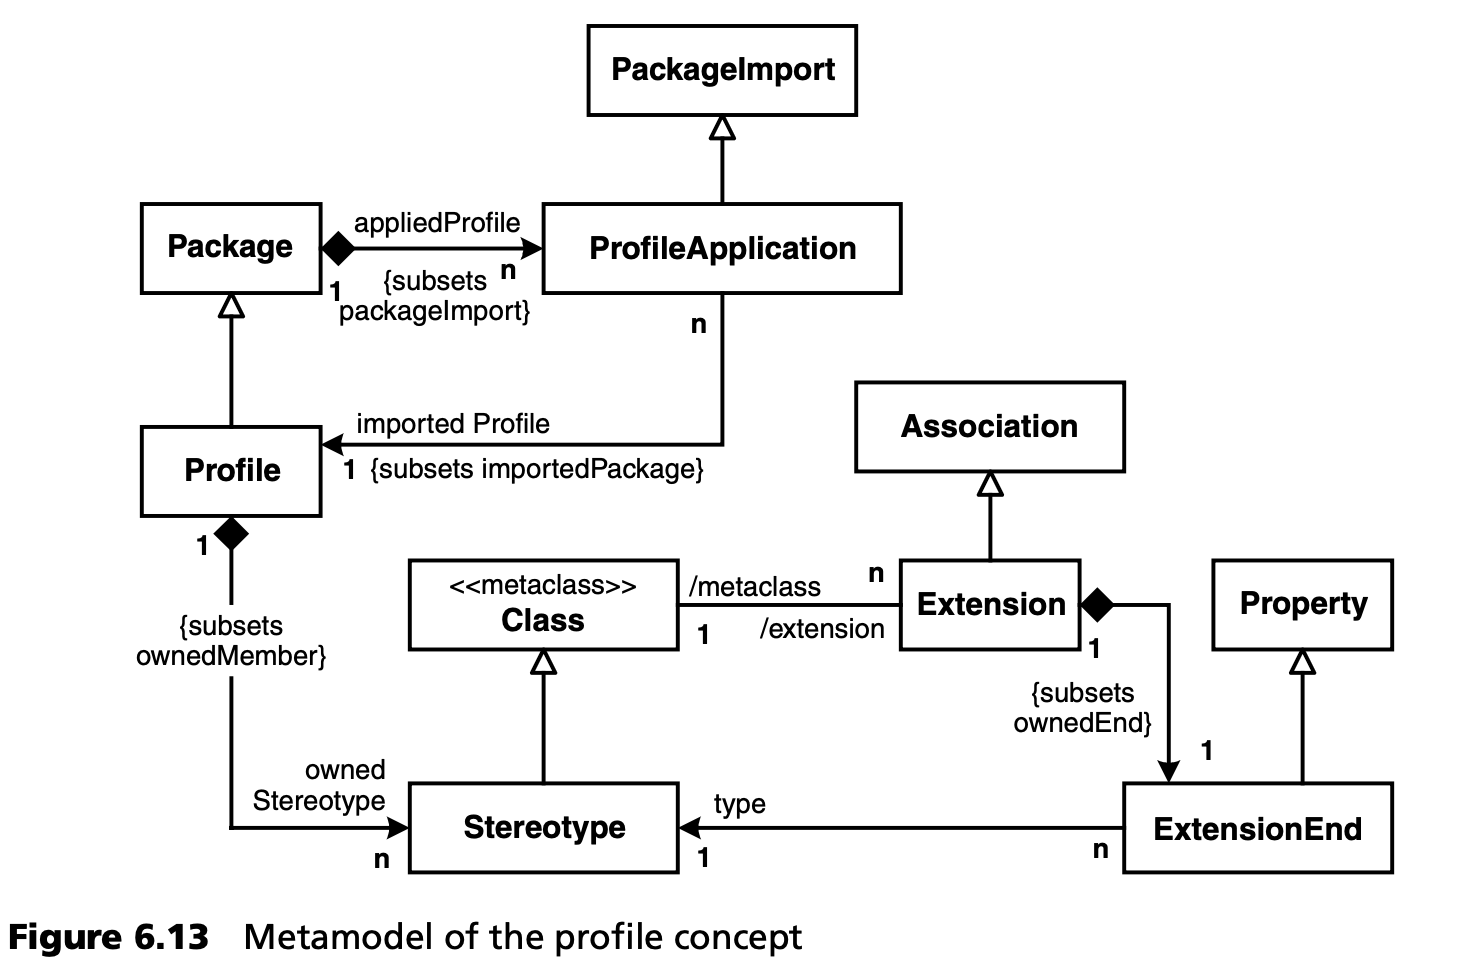 PackageImport
Package
appliedProfile
ProfileApplication
1
{subsets
packageImport}
n
n
imported Profile
Profile
1 {subsets importedPackage}
Association
1
{subsets
ownedMember}
<<metaclass>>
Class
/metaclass
n
1
/extension
Extension
1
Property
{subsets
ownedEnd}
1
owned
Stereotype
n
Stereotype
type
1
n
ExtensionEnd
Figure 6.13 Metamodel of the profile concept